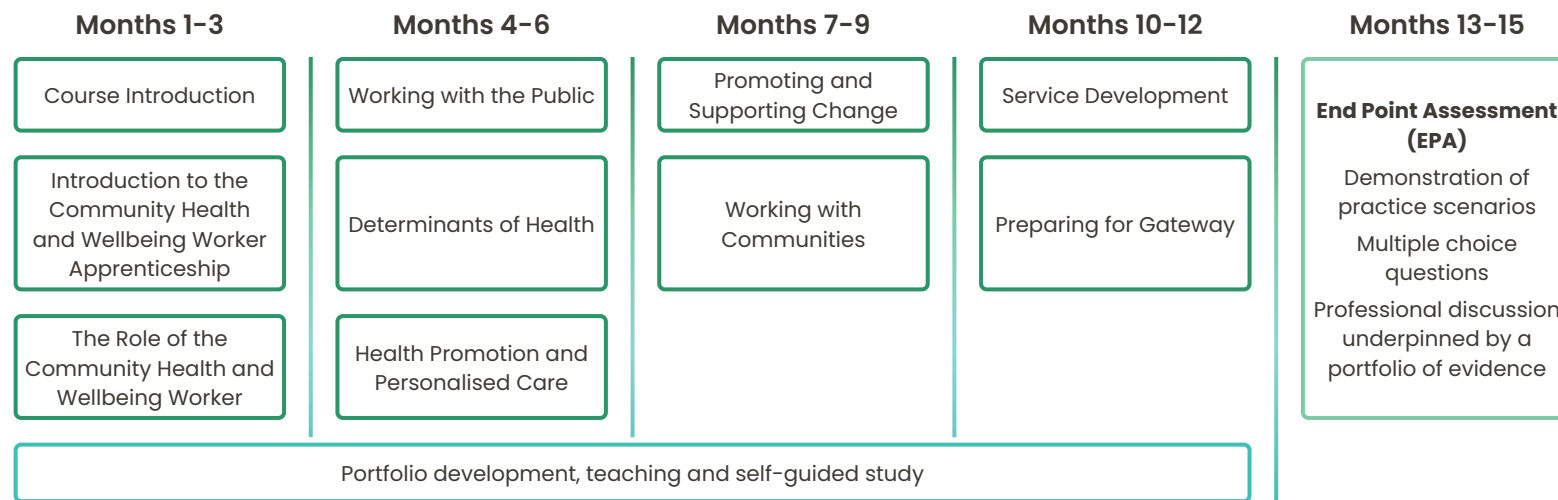 Months 1-3
Course Introduction
Introduction to the
Community Health
and Wellbeing Worker
Apprenticeship
The Role of the
Community Health and
Wellbeing Worker
Months 4-6
Working with the Public
Determinants of Health
Health Promotion and
Personalised Care
Months 7-9
Promoting and
Supporting Change
Working with
Communities
Months 10-12
Service Development
Preparing for Gateway
Months 13-15
End Point Assessment
(EPA)
Demonstration of
practice scenarios
Multiple choice
questions
Professional discussion
underpinned by a
portfolio of evidence
Portfolio development, teaching and self-guided study